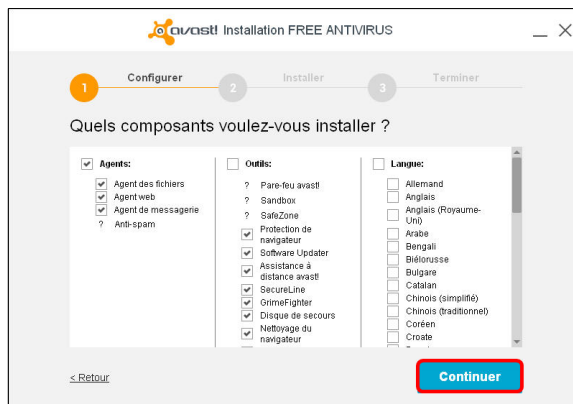 avast! Installation FREE ANTIVIRUS
1 Configurer
2 Installer
3 Terminer
Quels composants voulez-vous installer ?
Agents:
Agent des fichiers
Agent web
Agent de messagerie
? Anti-spam
Outils:
? Pare-feu avast!
? Sandbox
? SafeZone
Protection de
navigateur
Software Updater
Assistance à
distance avast!
SecureLine
GrimeFighter
Disque de secours
Nettoyage du
navigateur
Langue:
Allemand
Anglais
Anglais (Royaume-
Uni)
Arabe
Bengali
Biélorusse
Bulgare
Catalan
Chinois (simplifié)
Chinois (traditionnel)
Coréen
Croate
< Retour
Continuer